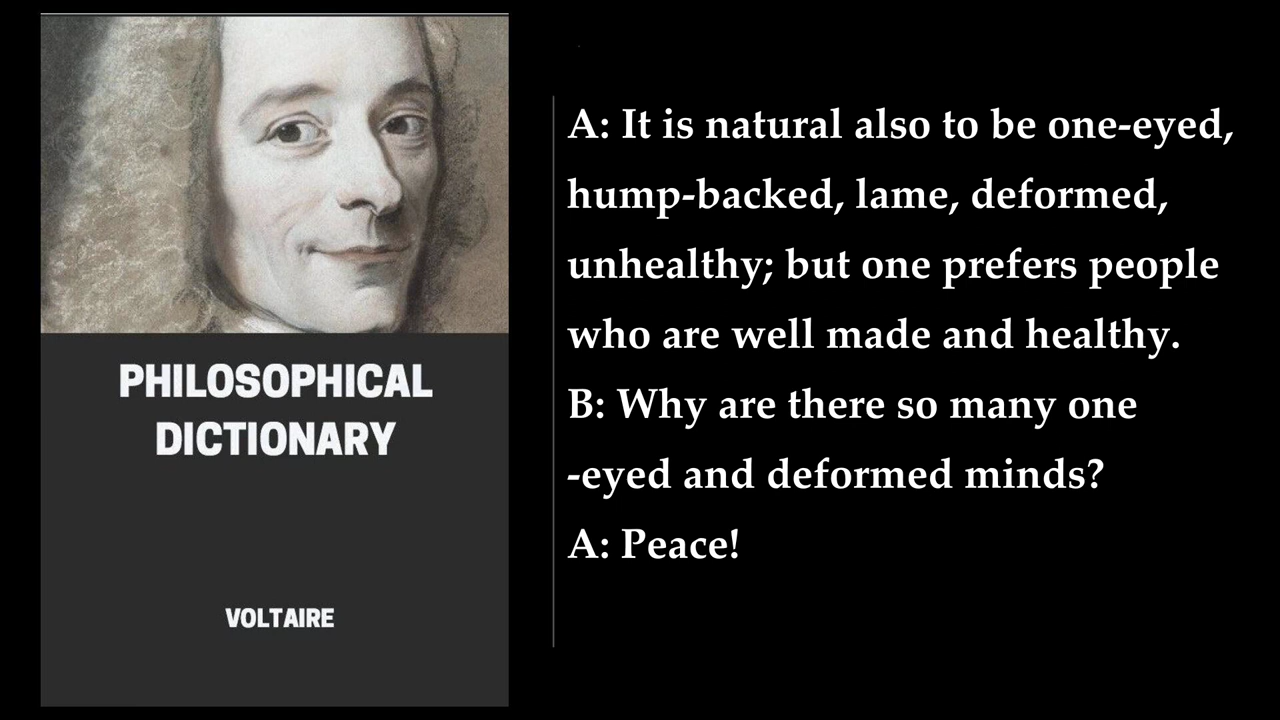 PHILOSOPHICAL
DICTIONARY
VOLTAIRE
A: It is natural also to be one-eyed,
hump-backed, lame, deformed,
unhealthy; but one prefers people
who are well made and healthy.
B: Why are there so many one
-eyed and deformed minds?
A: Peace!